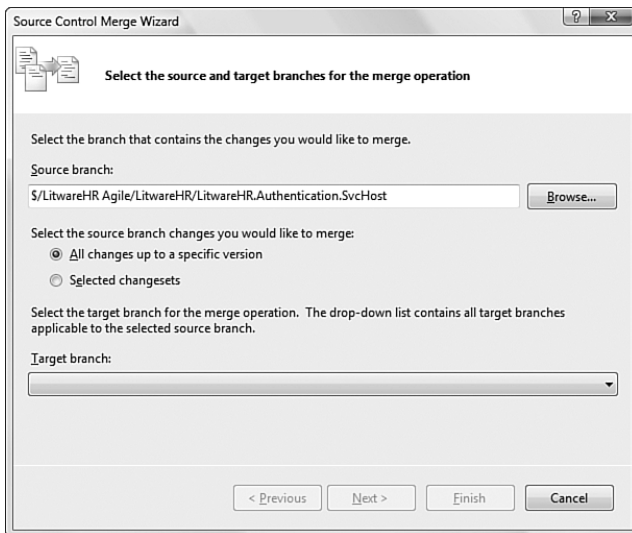 Source Control Merge Wizard
Select the source and target branches for the merge operation
Select the branch that contains the changes you would like to merge.
Source branch:
$/LitwareHR Agile/LitwareHR/LitwareHR.Authentication.SvcHost
Browse...
Select the source branch changes you would like to merge:
All changes up to a specific version
Selected changesets
Select the target branch for the merge operation. The drop-down list contains all target branches
applicable to the selected source branch.
Target branch:
< Previous
Next >
Finish
Cancel